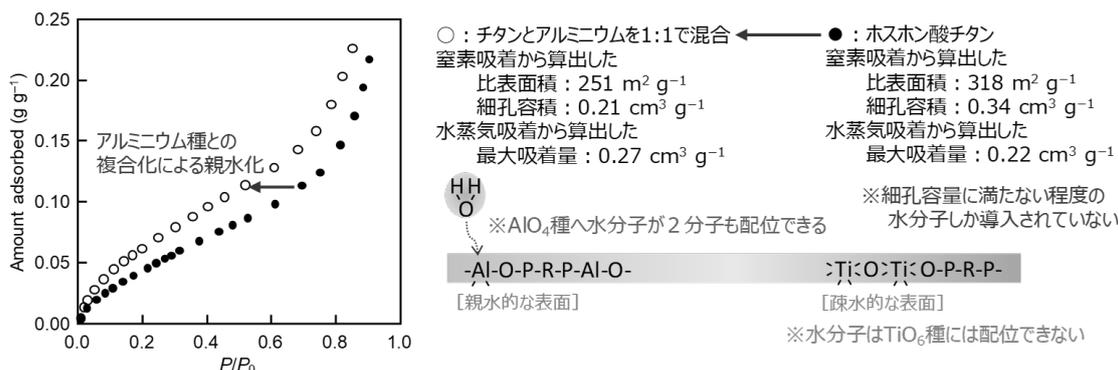 0.25
0.20
0.15
0.10
0.05
0.00
Amount adsorbed (g g⁻¹)
アルミニウム種との
複合化による親水化
0.0 0.2 0.4 0.6 0.8 1.0
P/P₀
○:チタンとアルミニウムを1:1で混合
窒素吸着から算出した
比表面積:251 m² g⁻¹
細孔容積:0.21 cm³ g⁻¹
水蒸気吸着から算出した
最大吸着量:0.27 cm³ g⁻¹
●:ホスホン酸チタン
窒素吸着から算出した
比表面積:318 m² g⁻¹
細孔容積:0.34 cm³ g⁻¹
水蒸気吸着から算出した
最大吸着量:0.22 cm³ g⁻¹
※細孔容量に満たない程度の
水分子しか導入されていない
H H
O
※AlO₄種へ水分子が2分子も配位できる
-Al-O-P-R-P-Al-O-
Ti O Ti O-P-R-P-
[親水的な表面]
[疎水的な表面]
※水分子はTiO₆種には配位できない